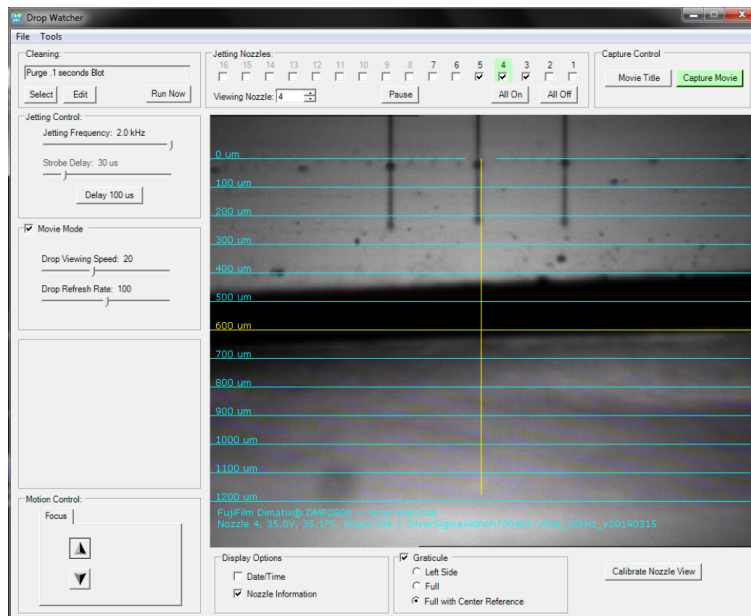 Drop Watcher
File Tools
Cleaning:
Purge .1 seconds Blot
Select Edit Run Now
Jetting Nozzles:
16 15 14 13 12 11 10 9 8 7 6 5 4 3 2 1
Viewing Nozzle: 4 Pause All On All Off
Capture Control
Movie Title Capture Movie
Jetting Control:
Jetting Frequency: 2.0 kHz
Strobe Delay: 30 us
Delay 100 us
Movie Mode
Drop Viewing Speed: 20
Drop Refresh Rate: 100
Motion Control:
Focus
0 um
100 um
200 um
300 um
400 um
500 um
600 um
700 um
800 um
900 um
1000 um
1100 um
1200 um
FujiFilm Dimatix® DMP2800 -- Drop Watcher
Nozzle 4, 35.0V, 35.1°C, Wave File
Display Options
Date/Time
Nozzle Information
Graticule
Left Side
Full
Full with Center Reference
Calibrate Nozzle View